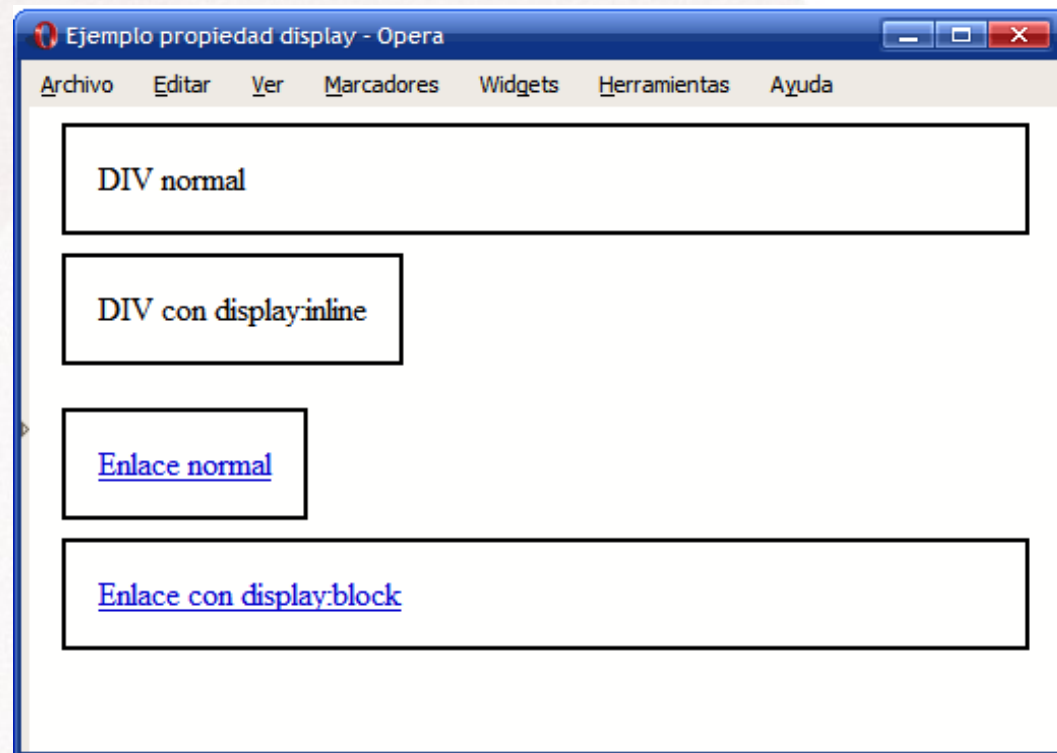 Ejemplo propiedad display - Opera
Archivo Editar Ver Marcadores Widgets Herramientas Ayuda
DIV normal
DIV con display:inline
Enlace normal
Enlace con display:block